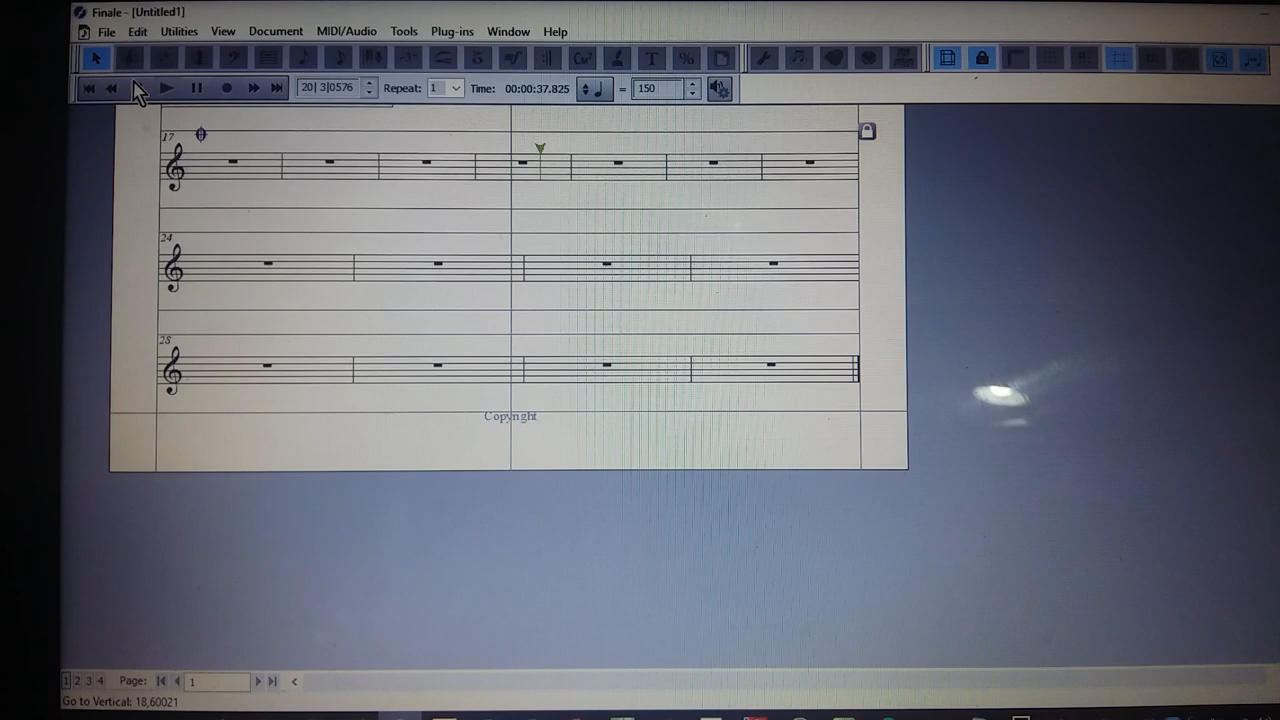 Finale - [Untitled1]
File Edit Utilities View Document MIDI/Audio Tools Plug-ins Window Help
20| 3|0576 Repeat: 1 Time: 00:00:37.825 = 150
17
24
28
Copyright
1 2 3 4 Page: 1
Go to Vertical: 18,60021